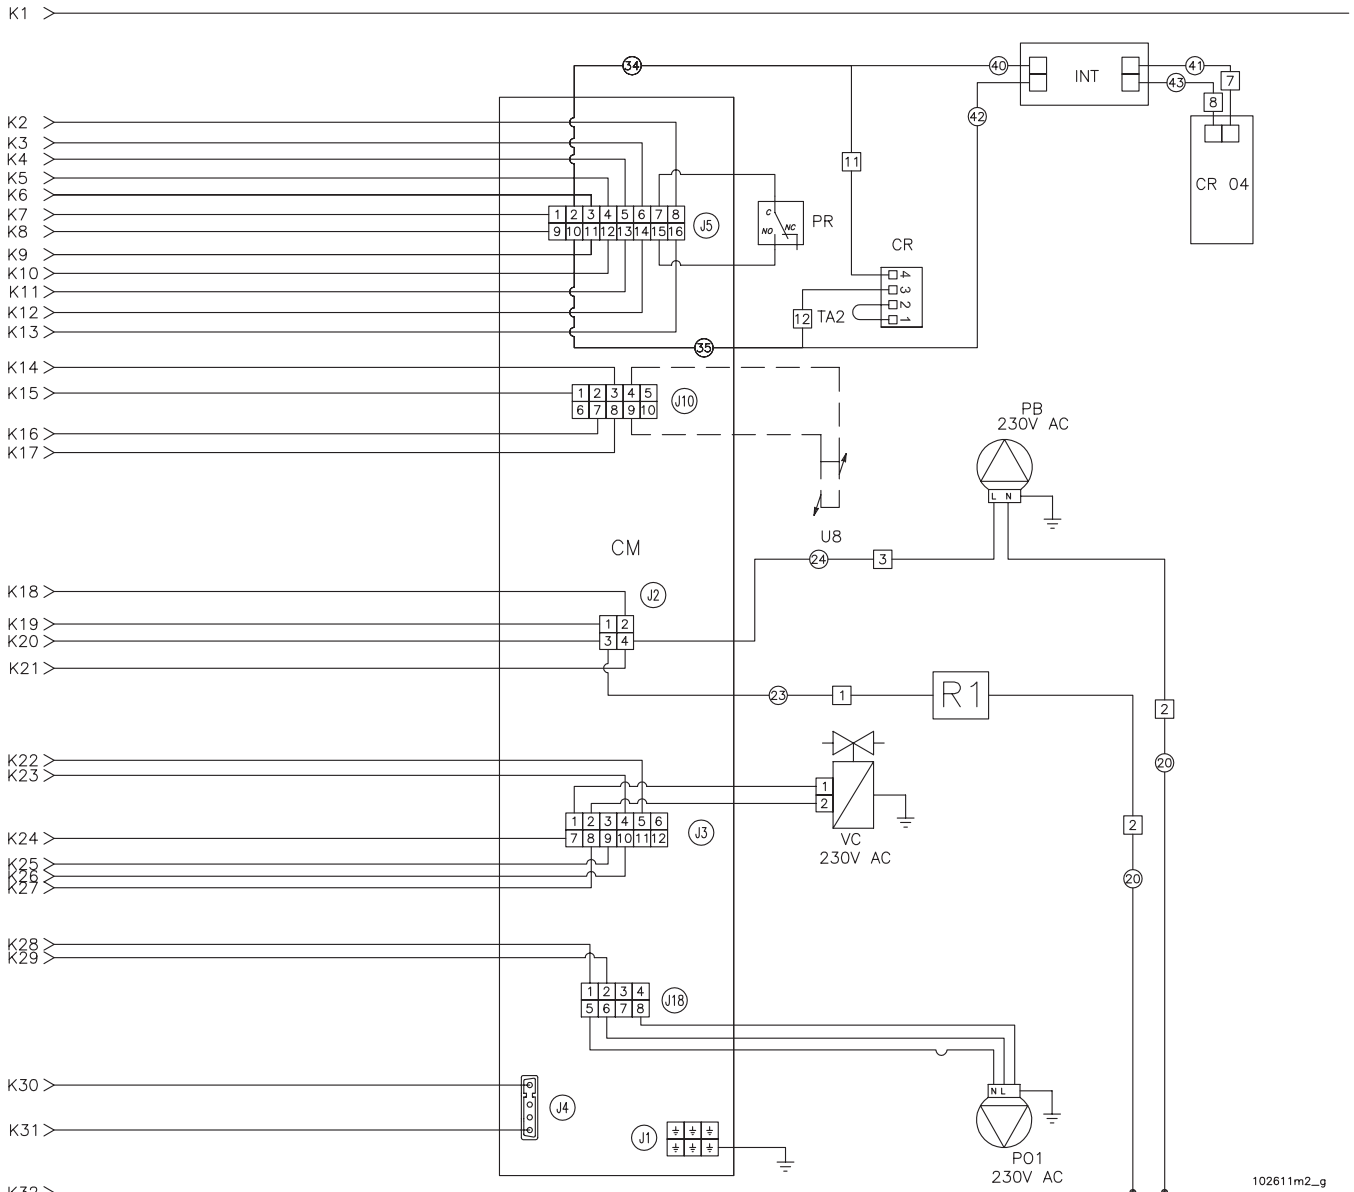 K1
34
40
INT
41
43
7
8
42
K2
K3
K4
K5
K6
K7
K8
K9
K10
K11
K12
K13
1 2 3 4 5 6 7 8
9 10 11 12 13 14 15 16
J5
C
NO
NC
PR
11
CR
4
3
2
1
12
TA2
35
CR 04
K14
K15
K16
K17
1 2 3 4 5
6 7 8 9 10
J10
PB
230V AC
L N
U8
CM
24
3
K18
K19
K20
K21
J2
1 2
3 4
23
1
R1
2
20
2
20
K22
K23
K24
K25
K26
K27
1 2 3 4 5 6
7 8 9 10 11 12
J3
1
2
VC
230V AC
K28
K29
1 2 3 4
5 6 7 8
J18
K30
K31
J4
J1
N L
PO1
230V AC
102611m2_g
K32